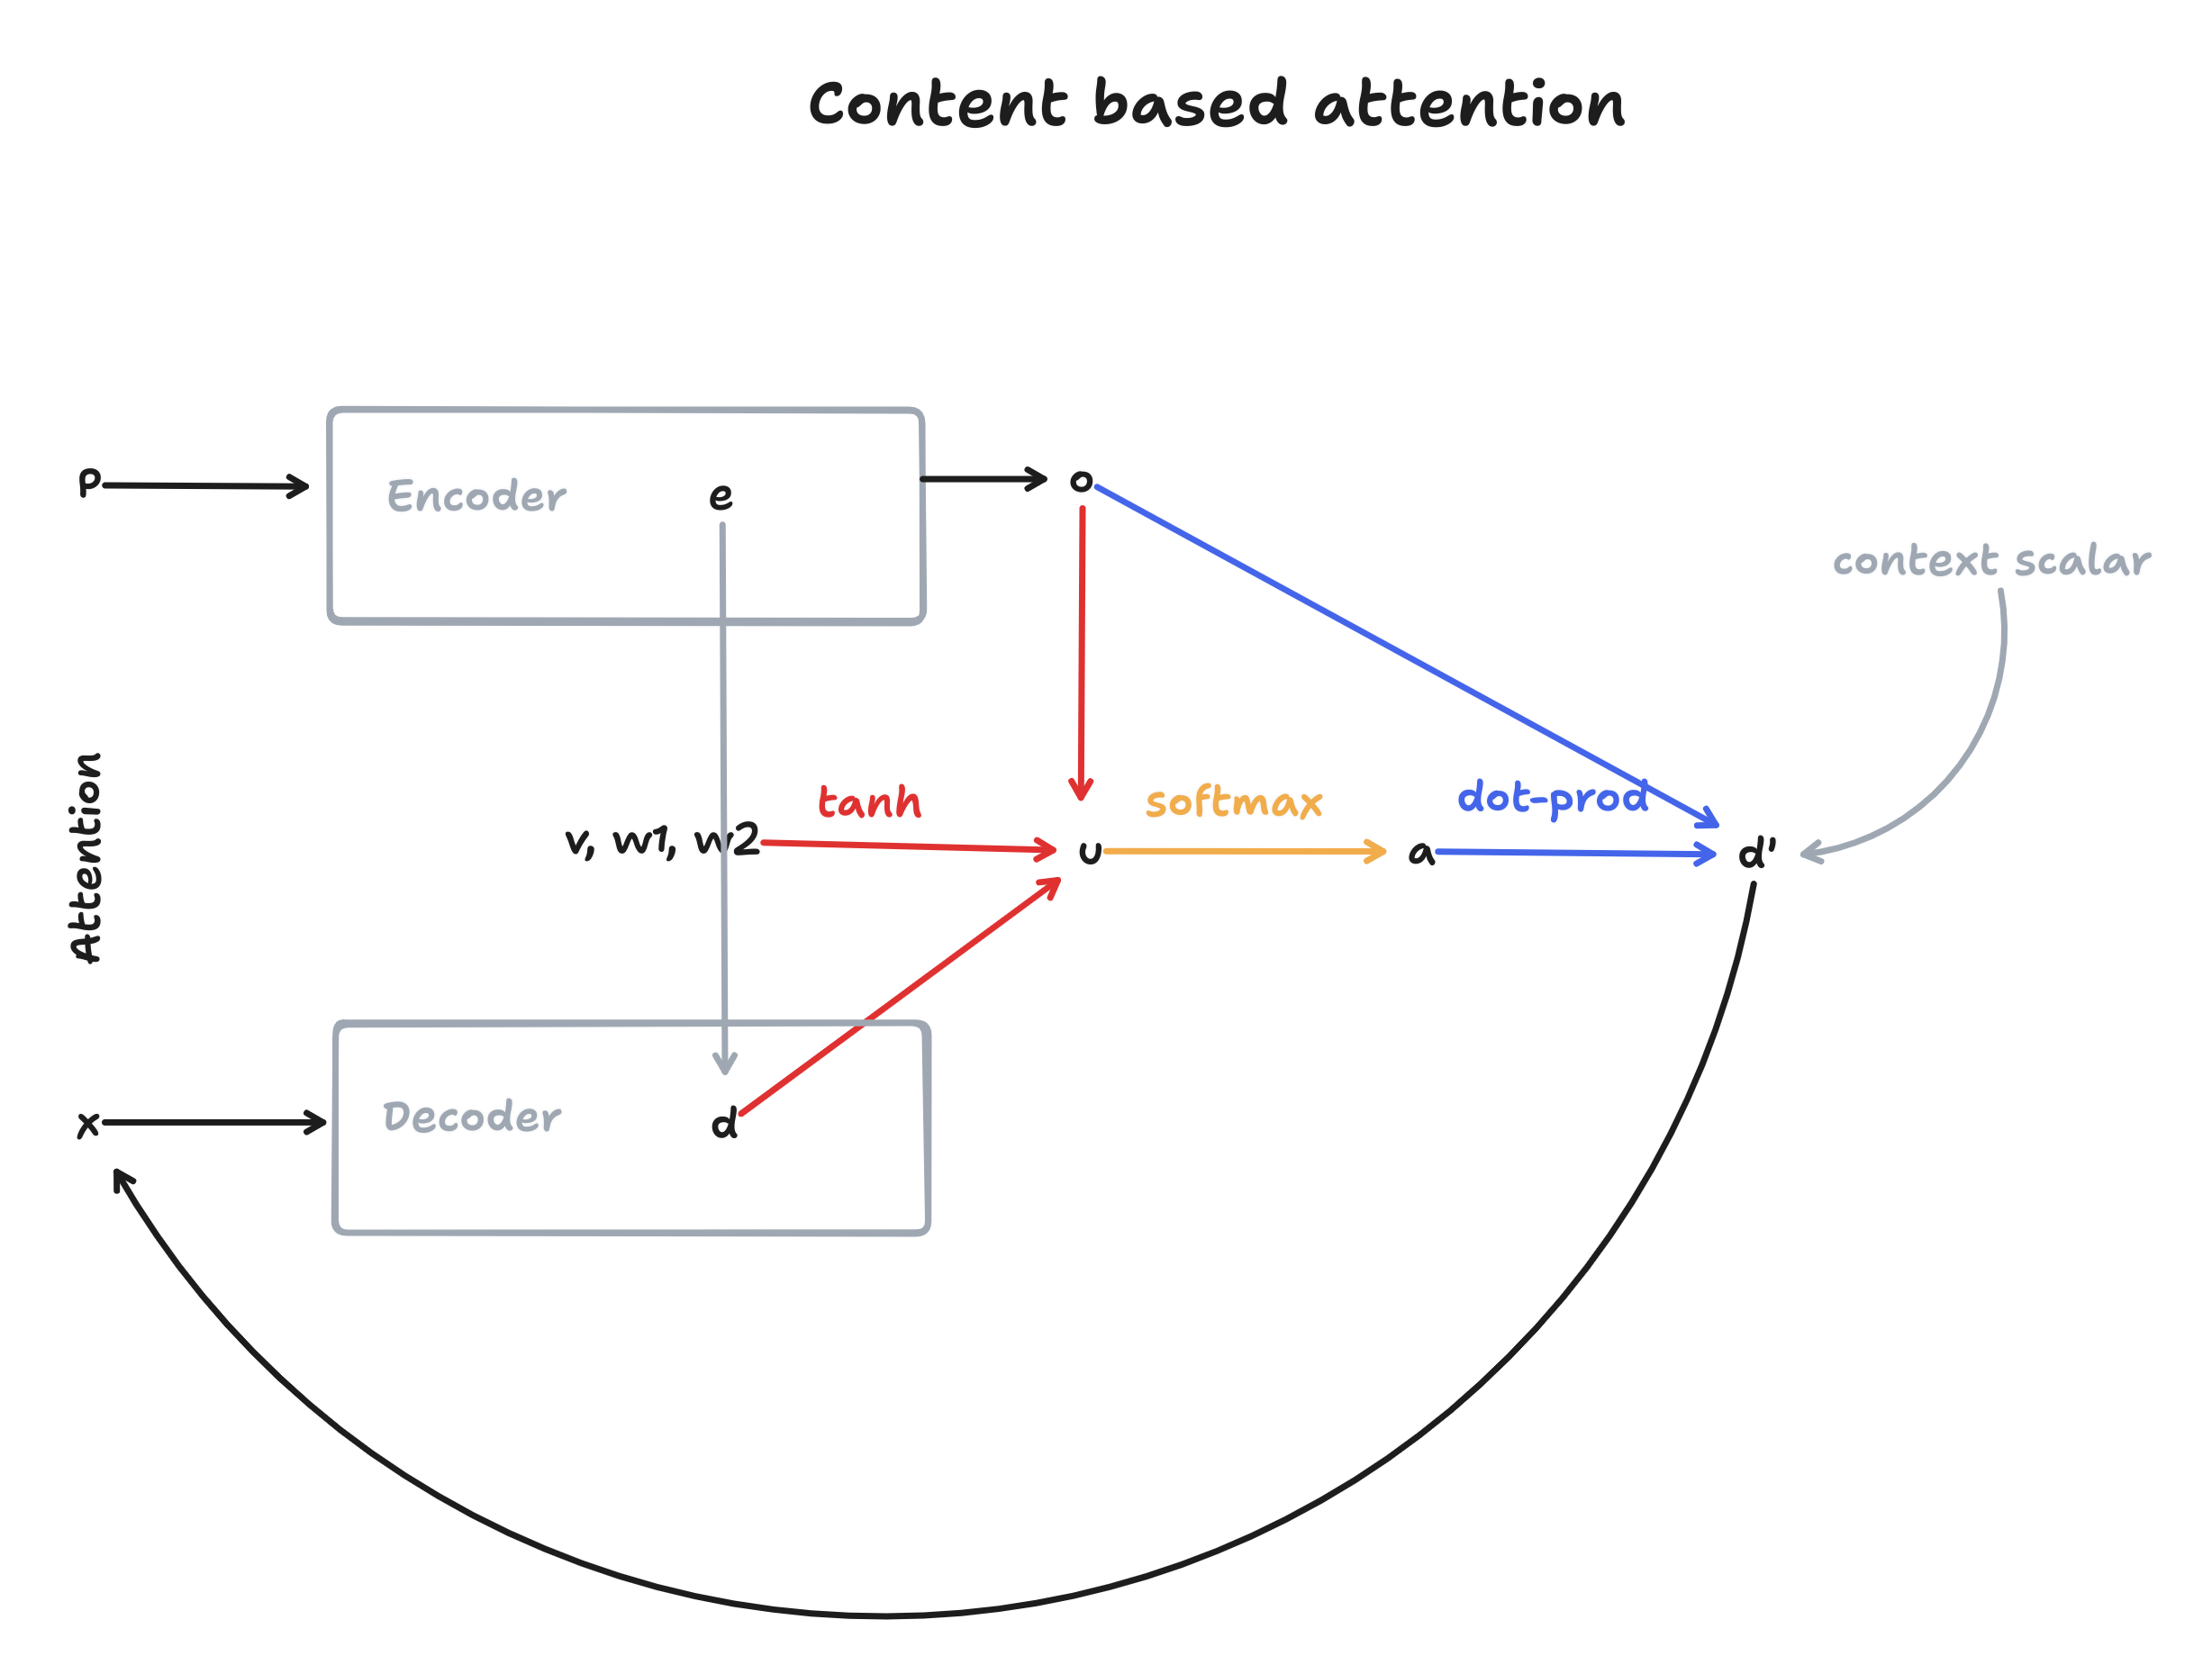 Content based attention
p
Encoder
e
o
context scalar
Attention
v, w1, w2
tanh
u
softmax
a
dot-prod
d'
x
Decoder
d